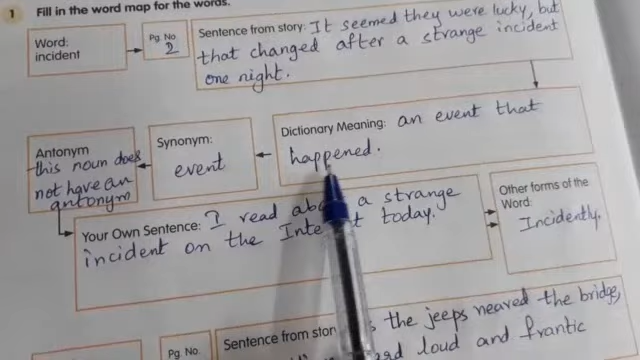 1 Fill in the word map for the words.
Word:
incident
Pg. No.
2
Sentence from story: It seemed they were lucky, but
that changed after a strange incident
one night.
Antonym
this noun does
not have an
antonym
Synonym:
event
Dictionary Meaning: an event that
happened.
Your Own Sentence: I read a strange
incident on the today.
Other forms of the
Word:
Incidently.
Pg. No.
Sentence from the jeeps neared the bridge,
loud and frantic